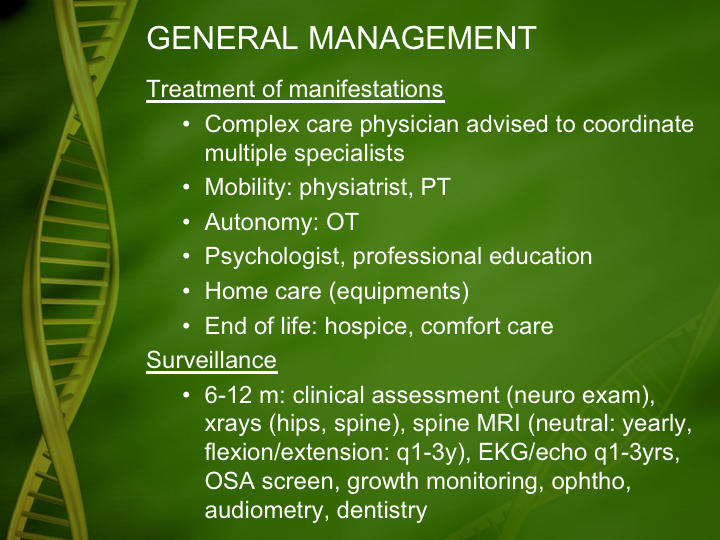 GENERAL MANAGEMENT
Treatment of manifestations
• Complex care physician advised to coordinate
multiple specialists
• Mobility: physiatrist, PT
• Autonomy: OT
• Psychologist, professional education
• Home care (equipments)
• End of life: hospice, comfort care
Surveillance
• 6-12 m: clinical assessment (neuro exam),
xrays (hips, spine), spine MRI (neutral: yearly,
flexion/extension: q1-3y), EKG/echo q1-3yrs,
OSA screen, growth monitoring, ophtho,
audiometry, dentistry